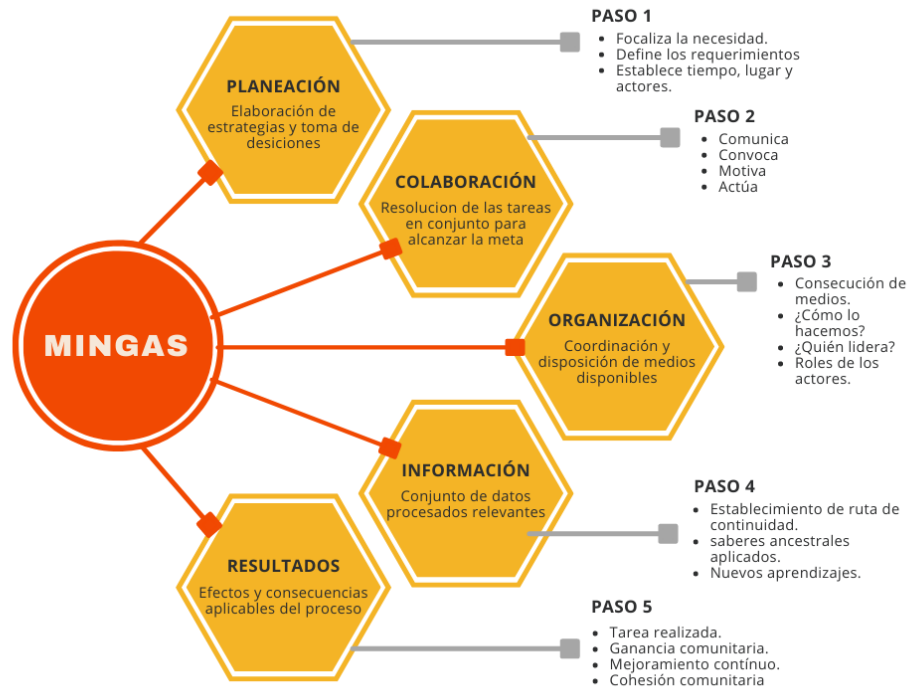 MINGAS
PLANEACIÓN
Elaboración de
estrategias y toma de
desiciones
PASO 1
• Focaliza la necesidad.
• Define los requerimientos
• Establece tiempo, lugar y
actores.
COLABORACIÓN
Resolucion de las tareas
en conjunto para
alcanzar la meta
PASO 2
• Comunica
• Convoca
• Motiva
• Actúa
ORGANIZACIÓN
Coordinación y
disposición de medios
disponibles
PASO 3
• Consecución de
medios.
• ¿Cómo lo
hacemos?
• ¿Quién lidera?
• Roles de los
actores.
INFORMACIÓN
Conjunto de datos
procesados relevantes
PASO 4
• Establecimiento de ruta de
continuidad.
• saberes ancestrales
aplicados.
• Nuevos aprendizajes.
RESULTADOS
Efectos y consecuencias
aplicables del proceso
PASO 5
• Tarea realizada.
• Ganancia comunitaria.
• Mejoramiento contínuo.
• Cohesión comunitaria